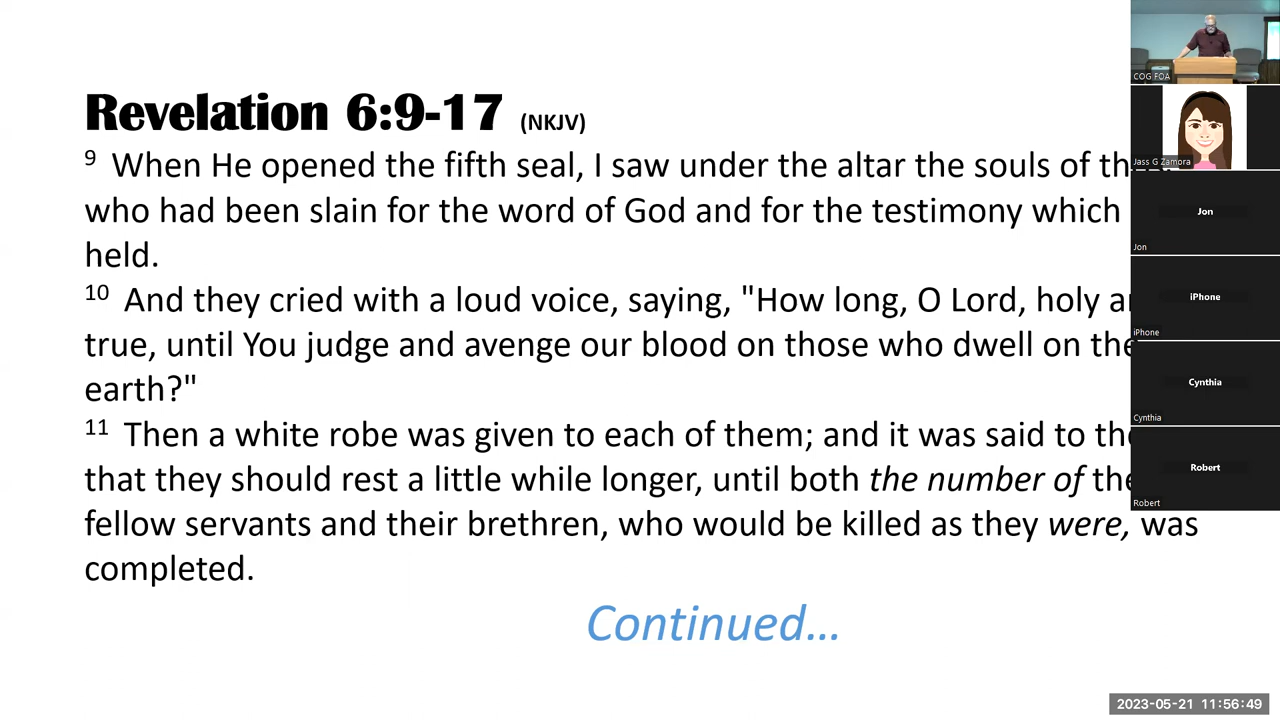 Revelation 6:9-17 (NKJV)
9 When He opened the fifth seal, I saw under the altar the souls of
who had been slain for the word of God and for the testimony which
held.
10 And they cried with a loud voice, saying, "How long, O Lord, holy
true, until You judge and avenge our blood on those who dwell on the
earth?"
11 Then a white robe was given to each of them; and it was said to
that they should rest a little while longer, until both the number of
fellow servants and their brethren, who would be killed as they were, was
completed.
Continued...
COG FOA
Jass G Zamora
Jon
Jon
iPhone
iPhone
Cynthia
Cynthia
Robert
Robert
2023-05-21 11:56:49